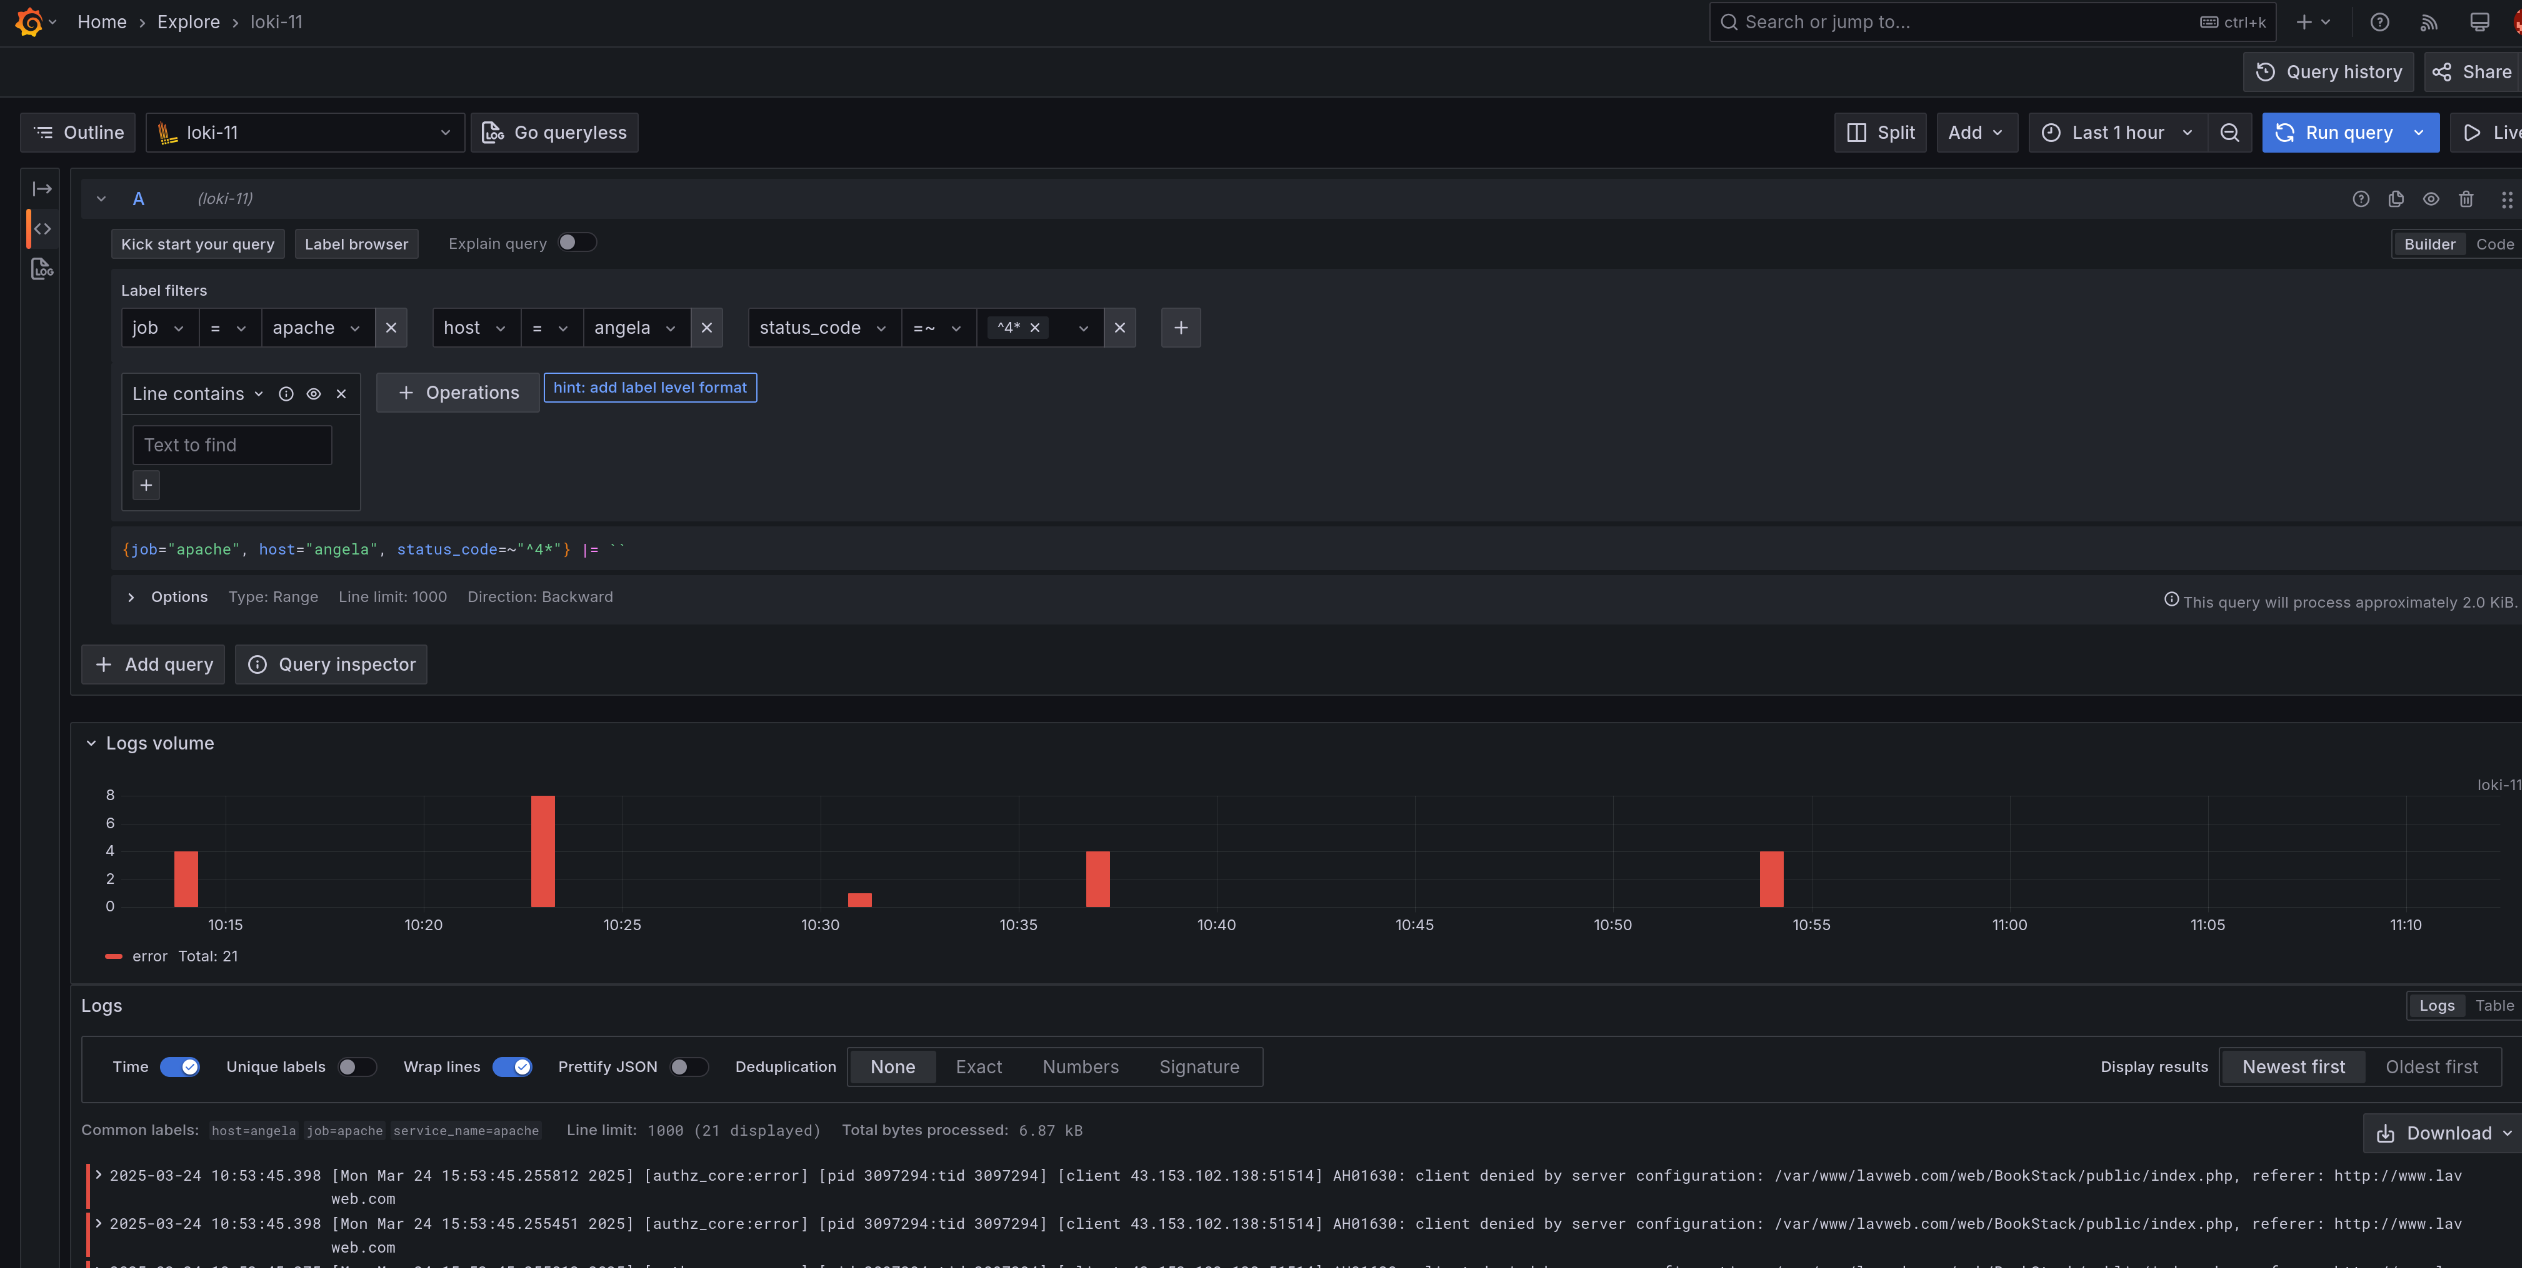 Home › Explore › loki-11
Search or jump to... ctrl+k
Query history Share
Outline loki-11 Go queryless Split Add Last 1 hour Run query Live
A (loki-11)
Kick start your query Label browser Explain query Builder Code
Label filters
job = apache host = angela status_code =~ ^4*
Line contains Operations hint: add label level format
Text to find
{job="apache", host="angela", status_code=~"^4*"} |= ``
Options Type: Range Line limit: 1000 Direction: Backward This query will process approximately 2.0 KiB.
Add query Query inspector
Logs volume
loki-11
8
6
4
2
0
10:15 10:20 10:25 10:30 10:35 10:40 10:45 10:50 10:55 11:00 11:05 11:10
error Total: 21
Logs Logs Table
Time Unique labels Wrap lines Prettify JSON Deduplication None Exact Numbers Signature Display results Newest first Oldest first
Common labels: host=angela job=apache service_name=apache Line limit: 1000 (21 displayed) Total bytes processed: 6.87 kB Download
2025-03-24 10:53:45.398 [Mon Mar 24 15:53:45.255812 2025] [authz_core:error] [pid 3097294:tid 3097294] [client 43.153.102.138:51514] AH01630: client denied by server configuration: /var/www/lavweb.com/web/BookStack/public/index.php, referer: http://www.lav
web.com
2025-03-24 10:53:45.398 [Mon Mar 24 15:53:45.255451 2025] [authz_core:error] [pid 3097294:tid 3097294] [client 43.153.102.138:51514] AH01630: client denied by server configuration: /var/www/lavweb.com/web/BookStack/public/index.php, referer: http://www.lav
web.com